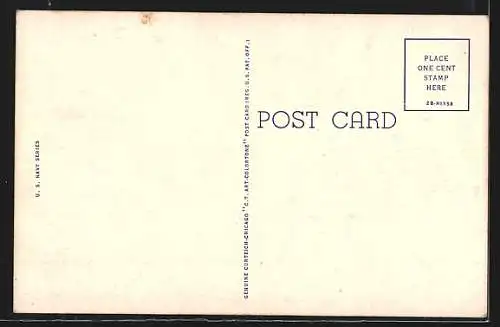 U. S. NAVY SERIES
GENUINE CURTEICH-CHICAGO "C.T. ART-COLORTONE" POST CARD (REG. U.S. PAT. OFF.)
POST CARD
PLACE
ONE CENT
STAMP
HERE